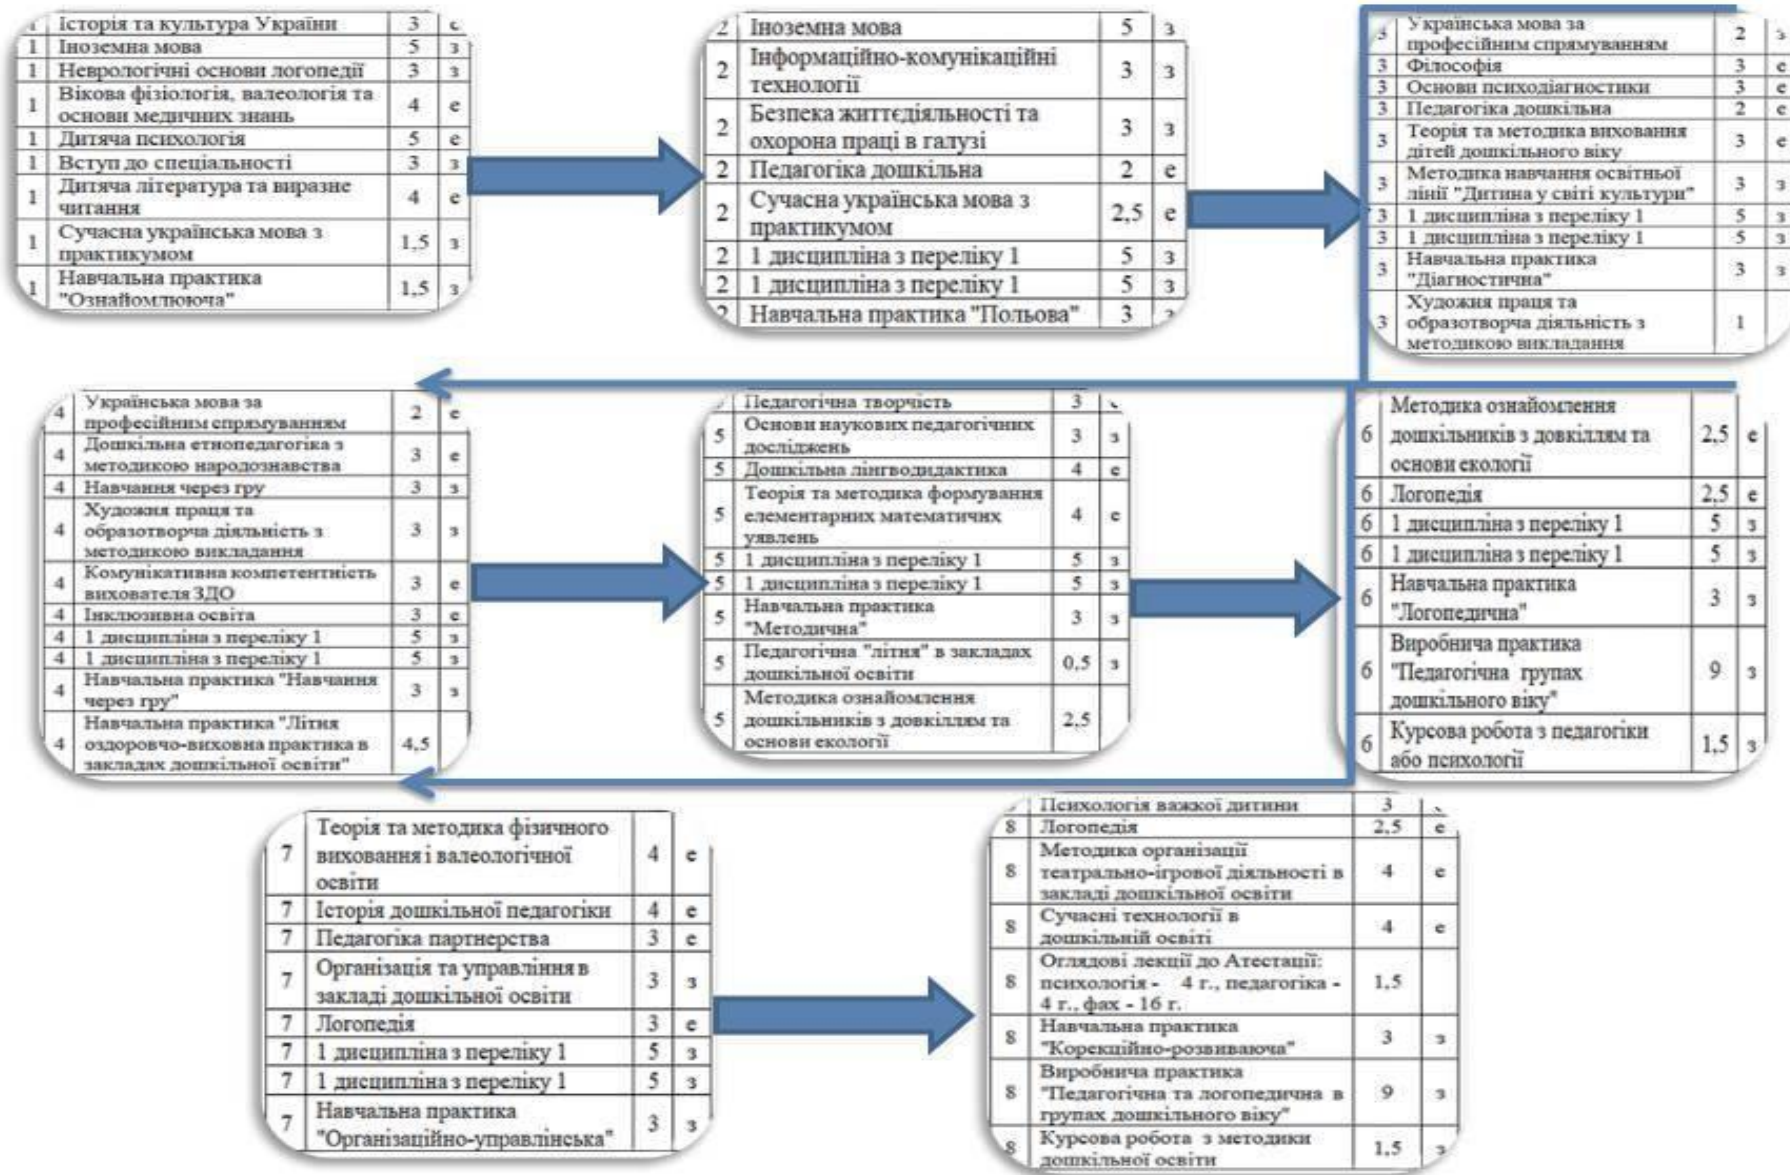 1 Історія та культура України 3 е
1 Іноземна мова 5 з
1 Неврологічні основи логопедії 3 з
1 Вікова фізіологія, валеологія та
основи медичних знань 4 е
1 Дитяча психологія 5 е
1 Вступ до спеціальності 3 з
1 Дитяча література та виразне
читання 4 е
1 Сучасна українська мова з
практикумом 1,5 з
1 Навчальна практика
"Ознайомлююча" 1,5 з
2 Іноземна мова 5 з
2 Інформаційно-комунікаційні
технології 3 з
2 Безпека життєдіяльності та
охорона праці в галузі 3 з
2 Педагогіка дошкільна 2 е
2 Сучасна українська мова з
практикумом 2,5 е
2 1 дисципліна з переліку 1 5 з
2 1 дисципліна з переліку 1 5 з
2 Навчальна практика "Польова" 3 з
3 Українська мова за
професійним спрямуванням 2 з
3 Філософія 3 е
3 Основи психодіагностики 3 е
3 Педагогіка дошкільна 2 е
3 Теорія та методика виховання
дітей дошкільного віку 3 е
3 Методика навчання освітньої
лінії "Дитина у світі культури" 3 з
3 1 дисципліна з переліку 1 5 з
3 1 дисципліна з переліку 1 5 з
3 Навчальна практика
"Діагностична" 3 з
3 Художня праця та
образотворча діяльність з
методикою викладання 1
4 Українська мова за
професійним спрямуванням 2 е
4 Дошкільна етнопедагогіка з
методикою народознавства 3 е
4 Навчання через гру 3 з
4 Художня праця та
образотворча діяльність з
методикою викладання 3 з
4 Комунікативна компетентність
вихователя ЗДО 3 е
4 Інклюзивна освіта 3 е
4 1 дисципліна з переліку 1 5 з
4 1 дисципліна з переліку 1 5 з
4 Навчальна практика "Навчання
через гру" 3 з
4 Навчальна практика "Літня
оздоровчо-виховна практика в
закладах дошкільної освіти" 4,5
Педагогічна творчість 3
5 Основи наукових педагогічних
досліджень 3 з
5 Дошкільна лінгводидактика 4 е
5 Теорія та методика формування
елементарних математичнх
уявлень 4 е
5 1 дисципліна з переліку 1 5 з
5 1 дисципліна з переліку 1 5 з
5 Навчальна практика
"Методична" 3 з
5 Педагогічна "літня" в закладах
дошкільної освіти 0,5 з
5 Методика ознайомлення
дошкільників з довкіллям та
основи екології 2,5
6 Методика ознайомлення
дошкільників з довкіллям та
основи екології 2,5 е
6 Логопедія 2,5 е
6 1 дисципліна з переліку 1 5 з
6 1 дисципліна з переліку 1 5 з
6 Навчальна практика
"Логопедична" 3 з
6 Виробнича практика
"Педагогічна групах
дошкільного віку" 9 з
6 Курсова робота з педагогіки
або психології 1,5 з
7 Теорія та методика фізичного
виховання і валеологічної
освіти 4 е
7 Історія дошкільної педагогіки 4 е
7 Педагогіка партнерства 3 е
7 Організація та управління в
закладі дошкільної освіти 3 з
7 Логопедія 3 е
7 1 дисципліна з переліку 1 5 з
7 1 дисципліна з переліку 1 5 з
7 Навчальна практика
"Організаційно-управлінська" 3 з
Психологія важкої дитини 3
8 Логопедія 2,5 е
8 Методика організації
театрально-ігрової діяльності в
закладі дошкільної освіти 4 е
8 Сучасні технології в
дошкільній освіті 4 е
8 Оглядові лекції до Атестації:
психологія - 4 г., педагогіка -
4 г., фах - 16 г. 1,5
8 Навчальна практика
"Корекційно-розвиваюча" 3 з
8 Виробнича практика
"Педагогічна та логопедична в
групах дошкільного віку" 9 з
8 Курсова робота з методики
дошкільної освіти 1,5 з